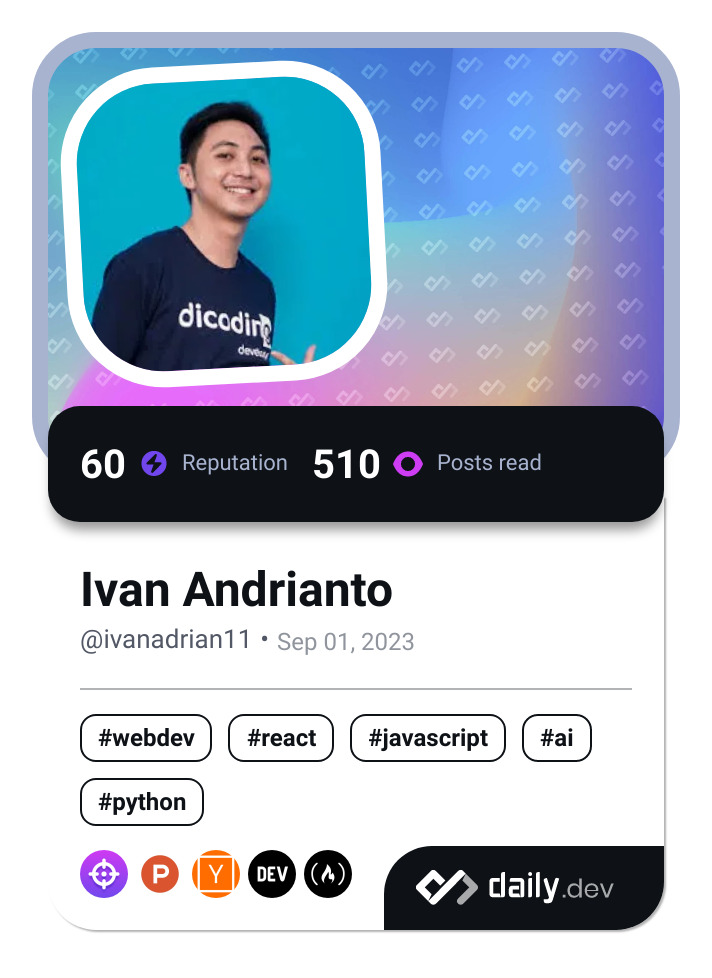 dicoding
60 Reputation 510 Posts read
Ivan Andrianto
@ivanadrian11 • Sep 01, 2023
#webdev #react #javascript #ai
#python
P Y DEV
daily.dev